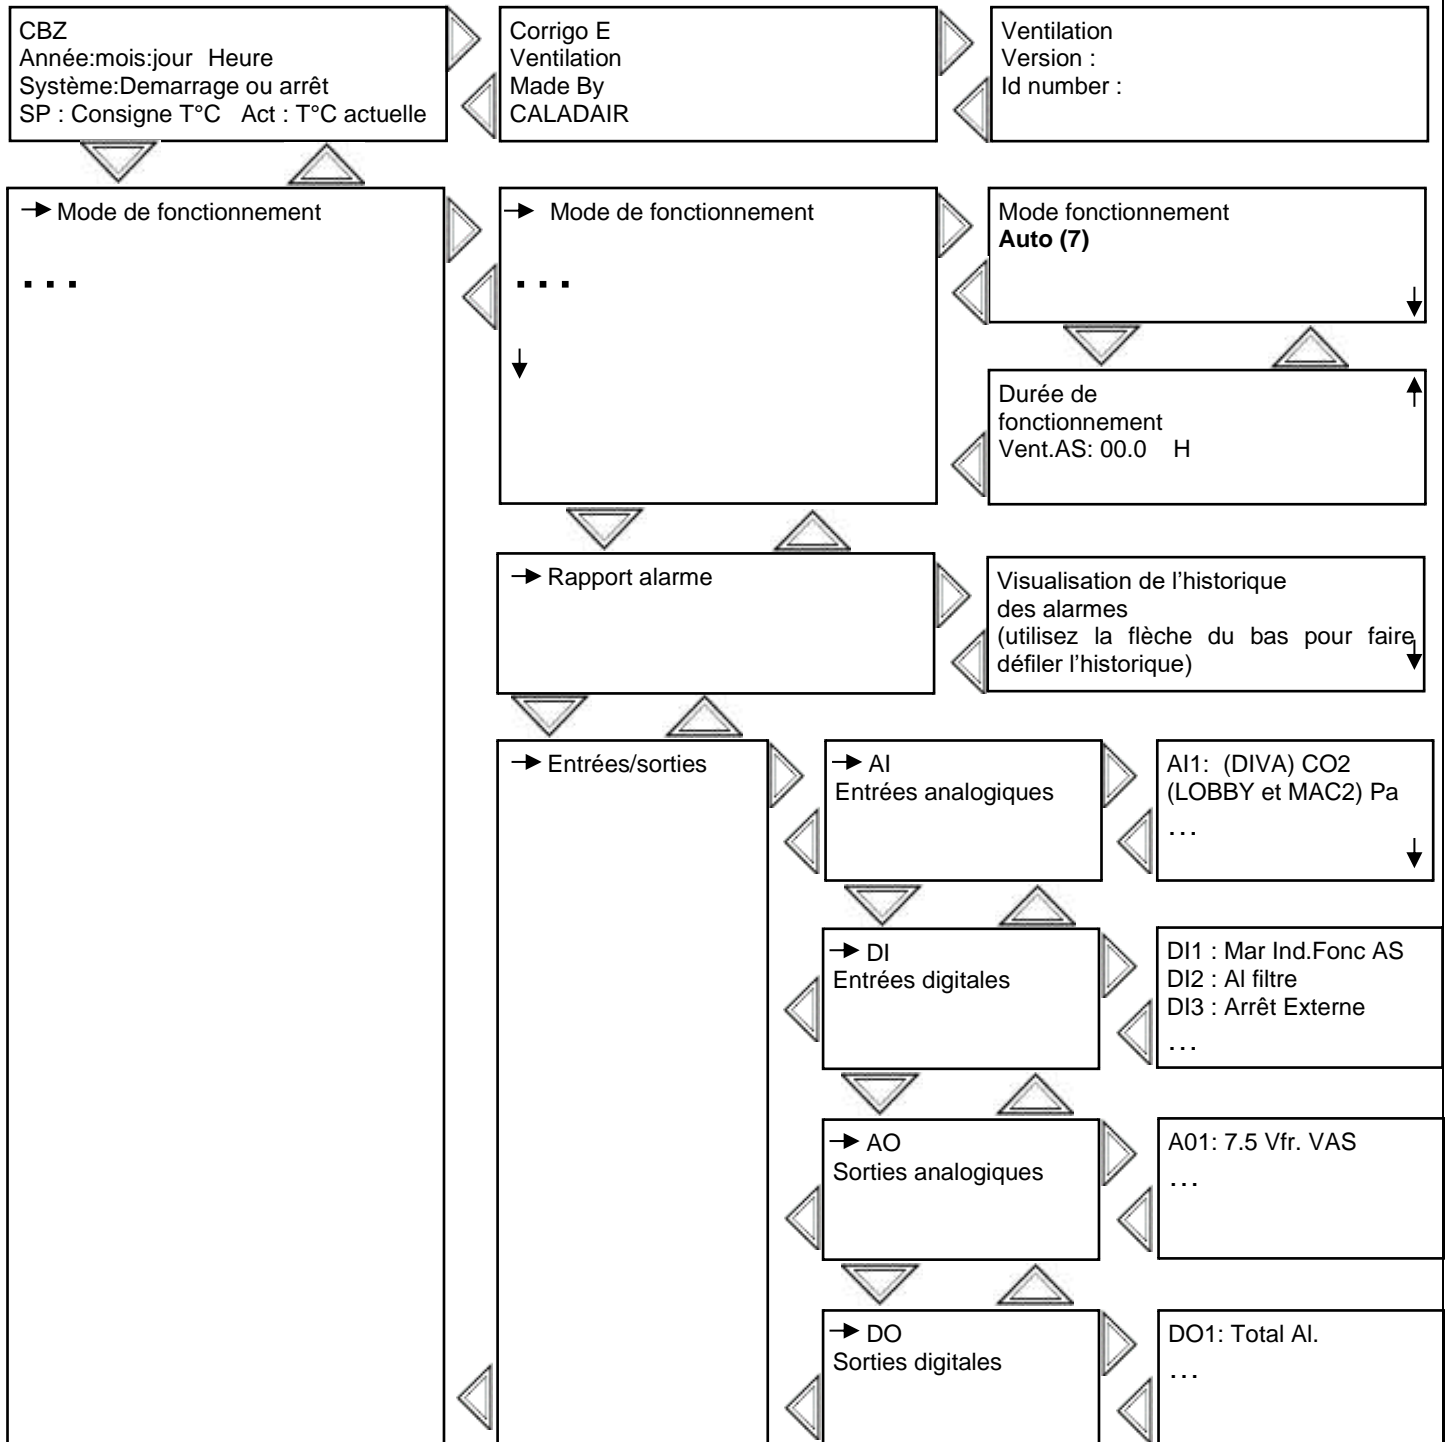 CBZ
Année:mois:jour Heure
Système:Demarrage ou arrêt
SP : Consigne T°C Act : T°C actuelle
Corrigo E
Ventilation
Made By
CALADAIR
Ventilation
Version :
Id number :
Mode de fonctionnement
...
Mode de fonctionnement
...
Mode fonctionnement
Auto (7)
Durée de
fonctionnement
Vent.AS: 00.0 H
Rapport alarme
Visualisation de l'historique
des alarmes
(utilisez la flèche du bas pour faire
défiler l'historique)
Entrées/sorties
AI
Entrées analogiques
AI1: (DIVA) CO2
(LOBBY et MAC2) Pa
...
DI
Entrées digitales
DI1 : Mar Ind.Fonc AS
DI2 : Al filtre
DI3 : Arrêt Externe
...
AO
Sorties analogiques
A01: 7.5 Vfr. VAS
...
DO
Sorties digitales
DO1: Total Al.
...